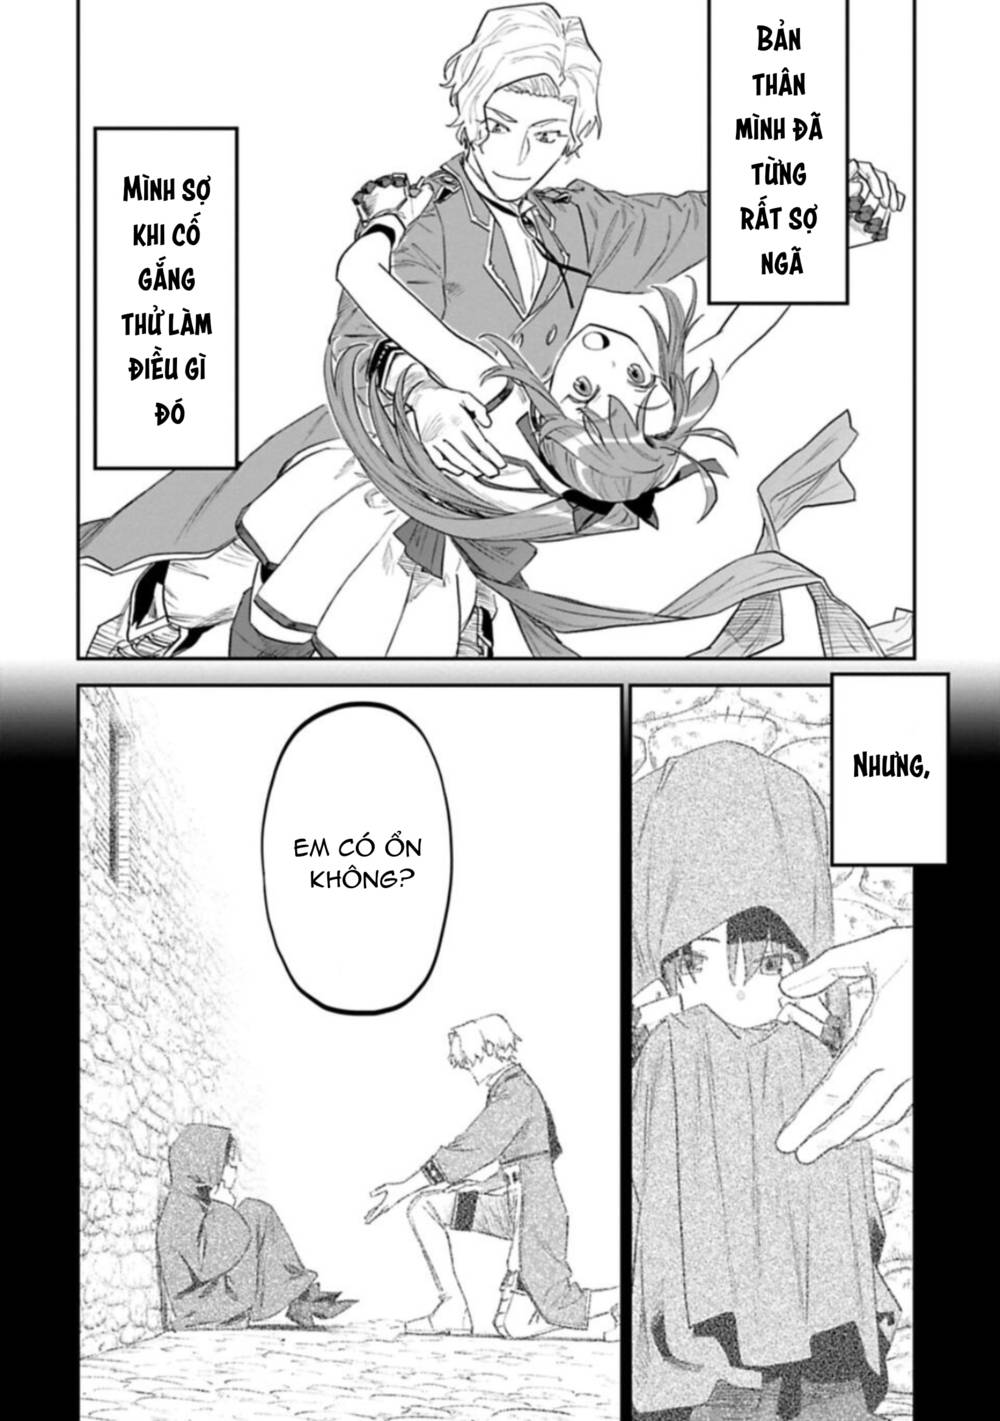 BẢN
THÂN
MÌNH ĐÃ
TỪNG
RẤT SỢ
NGÃ
MÌNH SỢ
KHI CỐ
GẮNG
THỬ LÀM
ĐIỀU GÌ
ĐÓ
NHƯNG,
EM CÓ ỔN
KHÔNG?